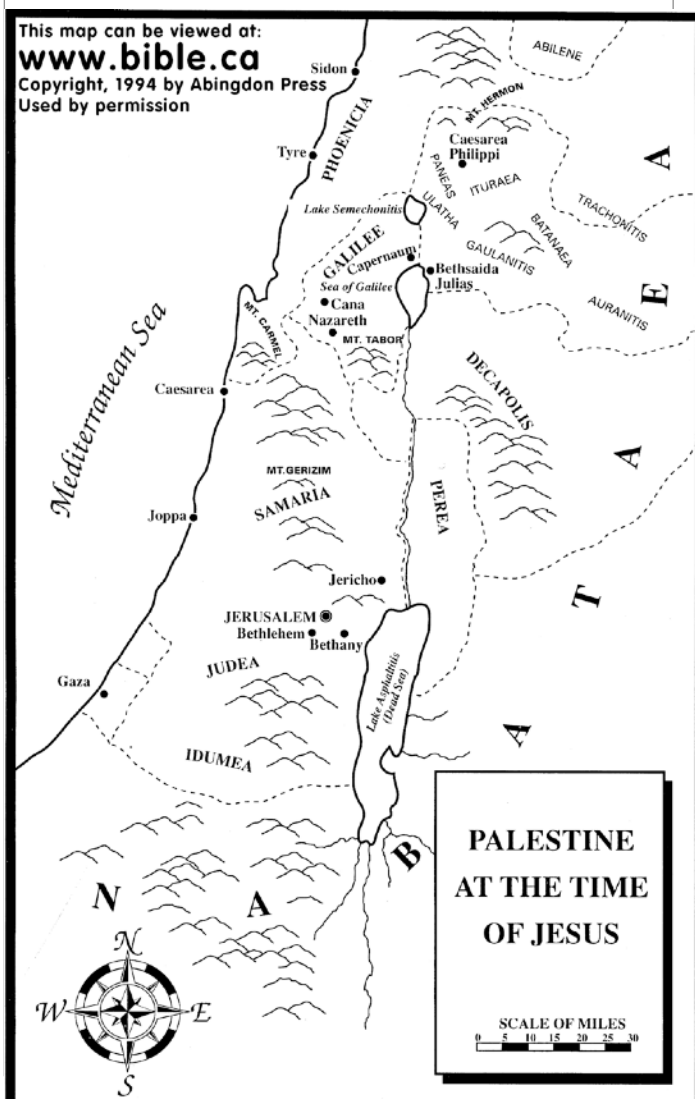 This map can be viewed at:
www.bible.ca
Copyright, 1994 by Abingdon Press
Used by permission
ABILENE
Sidon
MT. HERMON
PHOENICIA
Caesarea
Philippi
Tyre
PANEAS
ITURAEA
TRACHONITIS
Lake Semechonitis
ULATHA
BATANAEA
GALILEE
GAULANITIS
Capernaum
Bethsaida
Julias
Sea of Galilee
AURANITIS
Cana
Nazareth
MT. CARMEL
MT. TABOR
Mediterranean Sea
DECAPOLIS
Caesarea
MT.GERIZIM
SAMARIA
PEREA
Joppa
Jericho
JERUSALEM
Bethlehem
Bethany
JUDEA
Gaza
Lake Asphaltitis
(Dead Sea)
IDUMEA
N A B A T A E A
PALESTINE
AT THE TIME
OF JESUS
SCALE OF MILES
0 5 10 15 20 25 30
N
W E
S